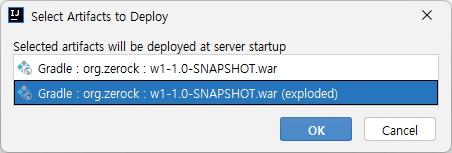 IJ
Select Artifacts to Deploy
Selected artifacts will be deployed at server startup
Gradle : org.zerock : w1-1.0-SNAPSHOT.war
Gradle : org.zerock : w1-1.0-SNAPSHOT.war (exploded)
OK
Cancel